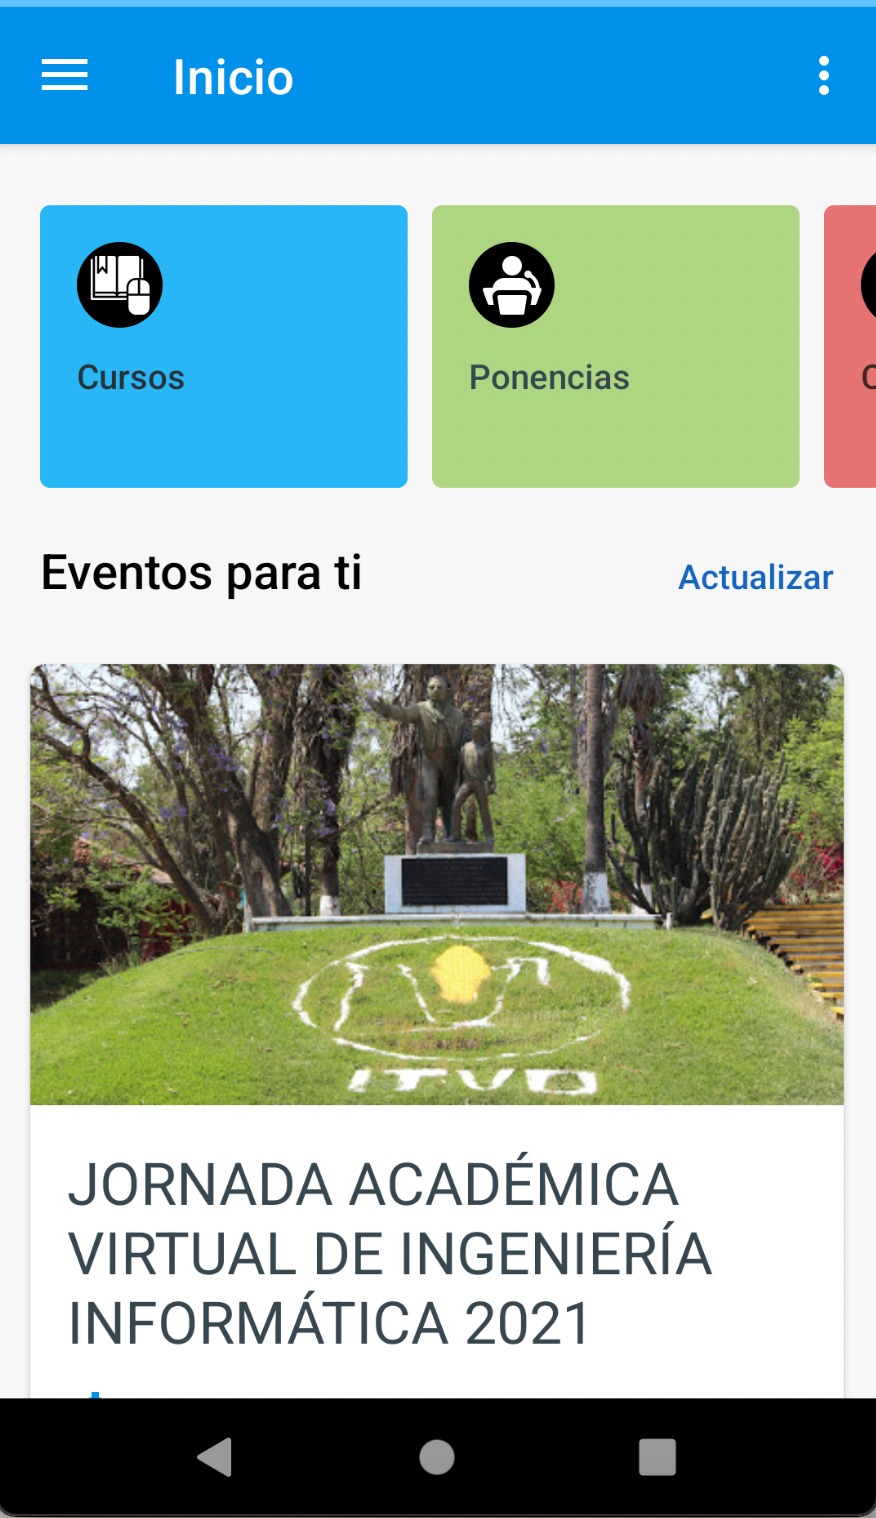 Inicio
Cursos
Ponencias
Eventos para ti
Actualizar
ITVO
JORNADA ACADÉMICA
VIRTUAL DE INGENIERÍA
INFORMÁTICA 2021